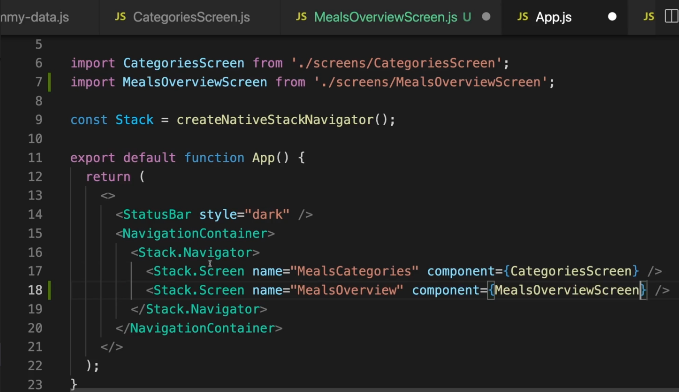 mmy-data.js JS CategoriesScreen.js JS MealsOverviewScreen.js U JS App.js JS
5
6 import CategoriesScreen from './screens/CategoriesScreen';
7 import MealsOverviewScreen from './screens/MealsOverviewScreen';
8
9 const Stack = createNativeStackNavigator();
10
11 export default function App() {
12 return (
13 <>
14 <StatusBar style="dark" />
15 <NavigationContainer>
16 <Stack.Navigator>
17 <Stack.Screen name="MealsCategories" component={CategoriesScreen} />
18 <Stack.Screen name="MealsOverview" component={MealsOverviewScreen} />
19 </Stack.Navigator>
20 </NavigationContainer>
21 </>
22 );
23 }